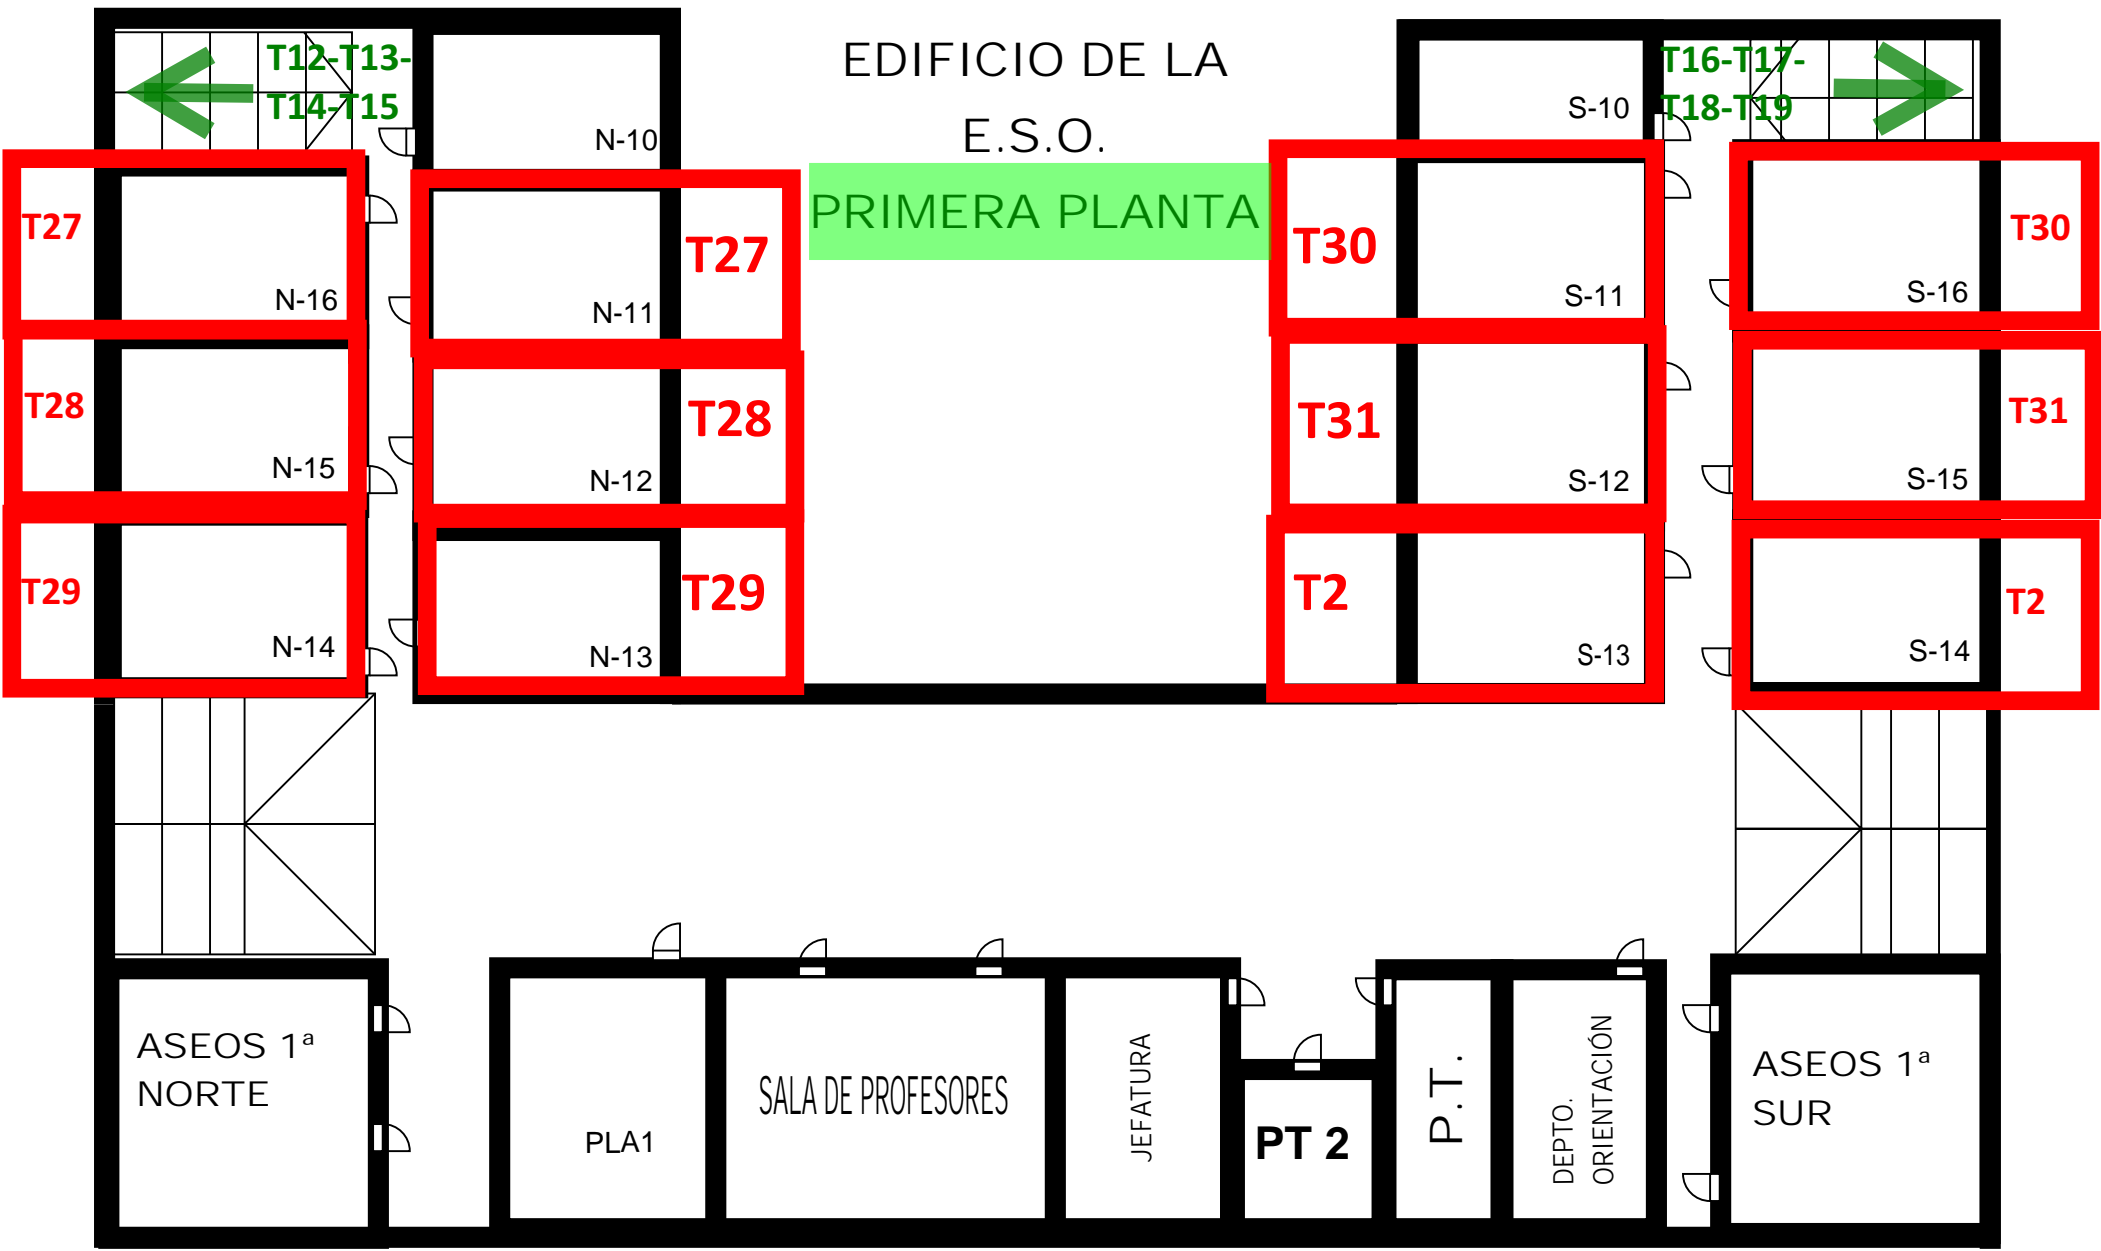 EDIFICIO DE LA
E.S.O.
PRIMERA PLANTA
T12-T13-
T14-T15
T16-T17-
T18-T19
N-10
S-10
T27
N-16
T27
N-11
T30
S-11
T30
S-16
T28
N-15
T28
N-12
T31
S-12
T31
S-15
T29
N-14
T29
N-13
T2
S-13
T2
S-14
ASEOS 1ª
NORTE
PLA1
SALA DE PROFESORES
JEFATURA
PT 2
P.T.
DEPTO.
ORIENTACIÓN
ASEOS 1ª
SUR